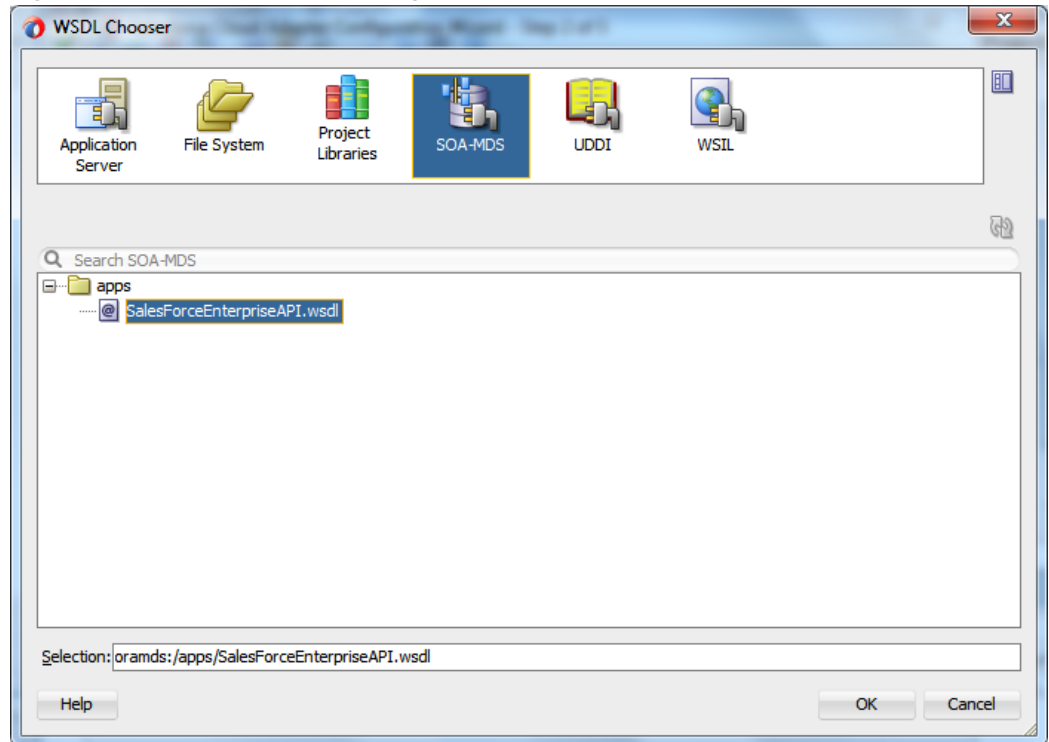 WSDL Chooser
Application
Server
File System
Project
Libraries
SOA-MDS
UDDI
WSIL
Search SOA-MDS
apps
SalesForceEnterpriseAPI.wsdl
Selection: oramds:/apps/SalesForceEnterpriseAPI.wsdl
Help
OK
Cancel